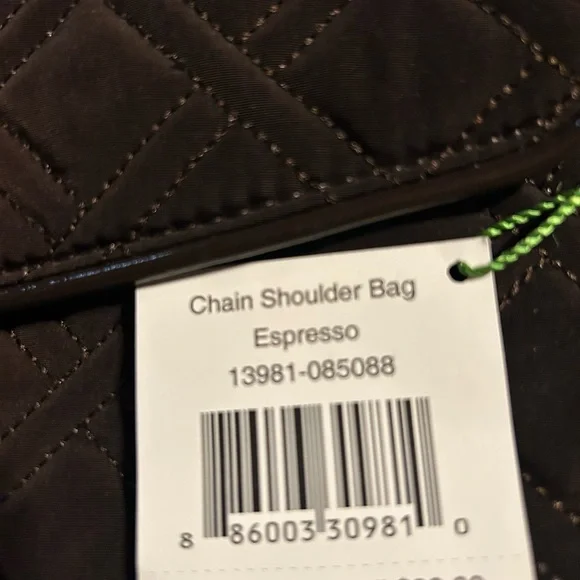 Chain Shoulder Bag
Espresso
13981-085088
8 86003 30981 0